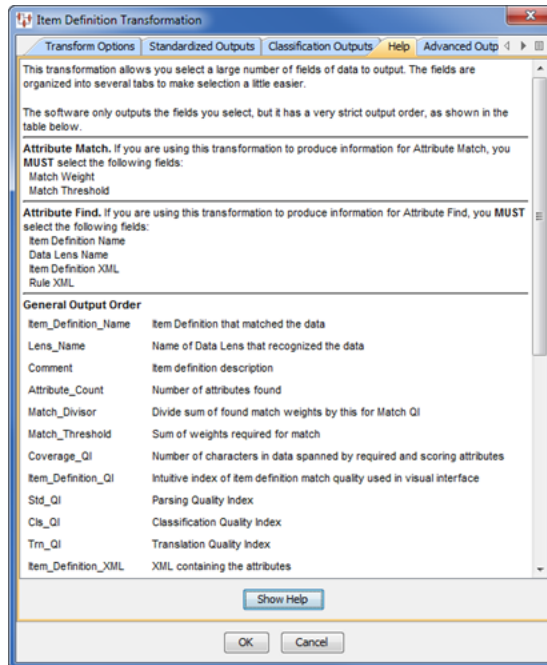 Item Definition Transformation
Transform Options Standardized Outputs Classification Outputs Help Advanced Outp
This transformation allows you select a large number of fields of data to output. The fields are
organized into several tabs to make selection a little easier.
The software only outputs the fields you select, but it has a very strict output order, as shown in the
table below.
Attribute Match. If you are using this transformation to produce information for Attribute Match, you
MUST select the following fields:
Match Weight
Match Threshold
Attribute Find. If you are using this transformation to produce information for Attribute Find, you MUST
select the following fields:
Item Definition Name
Data Lens Name
Item Definition XML
Rule XML
General Output Order
Item_Definition_Name Item Definition that matched the data
Lens_Name Name of Data Lens that recognized the data
Comment Item definition description
Attribute_Count Number of attributes found
Match_Divisor Divide sum of found match weights by this for Match QI
Match_Threshold Sum of weights required for match
Coverage_QI Number of characters in data spanned by required and scoring attributes
Item_Definition_QI Intuitive index of item definition match quality used in visual interface
Std_QI Parsing Quality Index
Cls_QI Classification Quality Index
Trn_QI Translation Quality Index
Item_Definition_XML XML containing the attributes
Show Help
OK Cancel